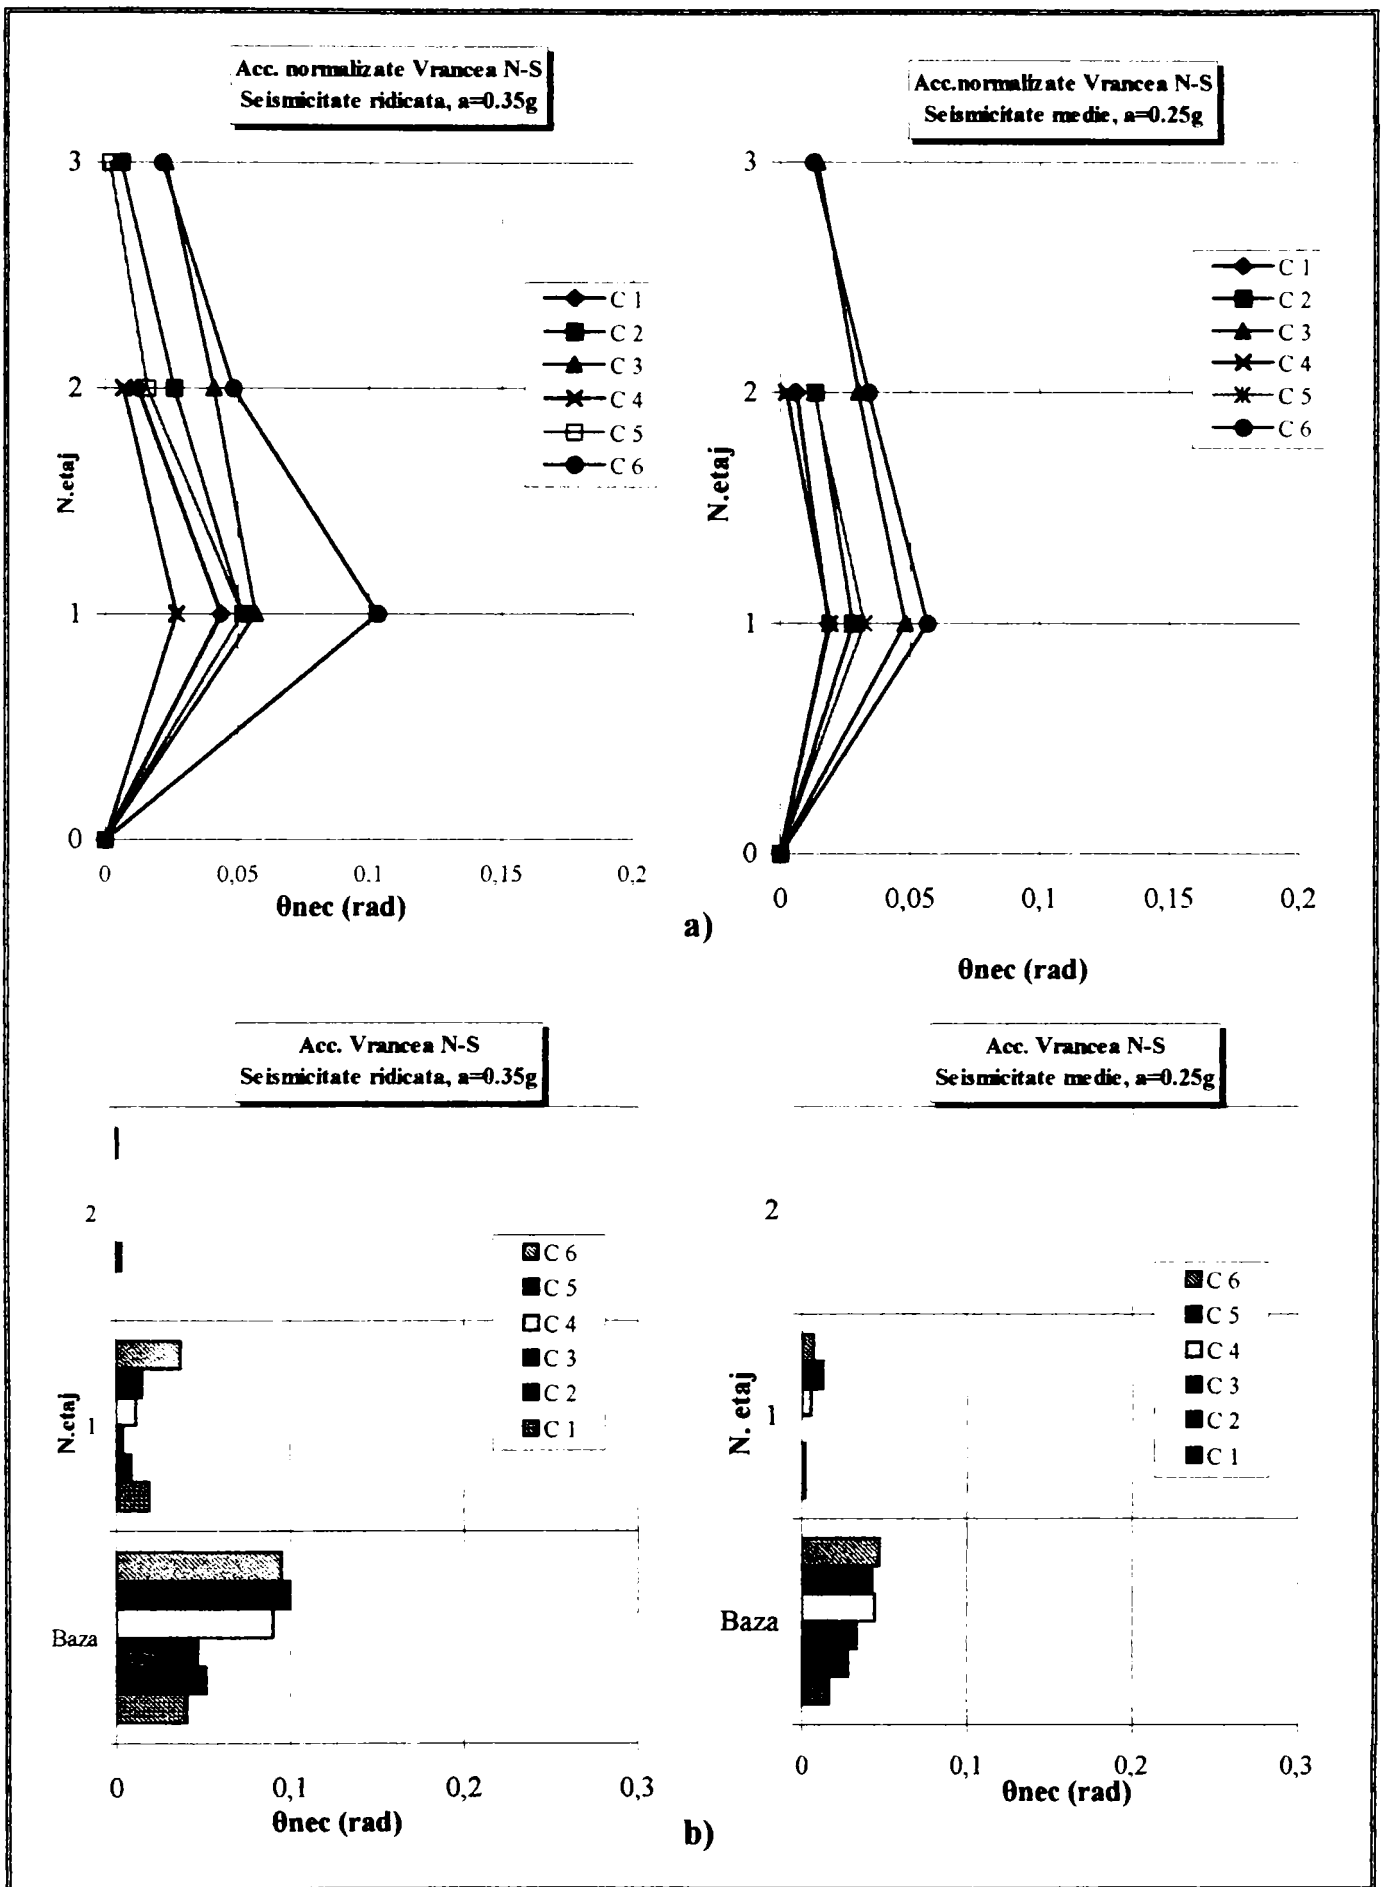 Acc. normalizate Vrancea N-S
Seismicitate ridicata, a=0.35g
3
2
1
0
N.etaj
C 1
C 2
C 3
C 4
C 5
C 6
0
0,05
0.1
0,15
0,2
θnec (rad)
Acc.normalizate Vrancea N-S
Seismicitate medie, a=0.25g
3
2
1
0
N.etaj
C 1
C 2
C 3
C 4
C 5
C 6
0
0,05
0,1
0,15
0,2
θnec (rad)
a)
Acc. Vrancea N-S
Seismicitate ridicata, a=0.35g
2
1
Baza
N.etaj
C 6
C 5
C 4
C 3
C 2
C 1
0
0,1
0,2
0,3
θnec (rad)
Acc. Vrancea N-S
Seismicitate medie, a=0.25g
2
1
Baza
N. etaj
C 6
C 5
C 4
C 3
C 2
C 1
0
0,1
0,2
0,3
θnec (rad)
b)